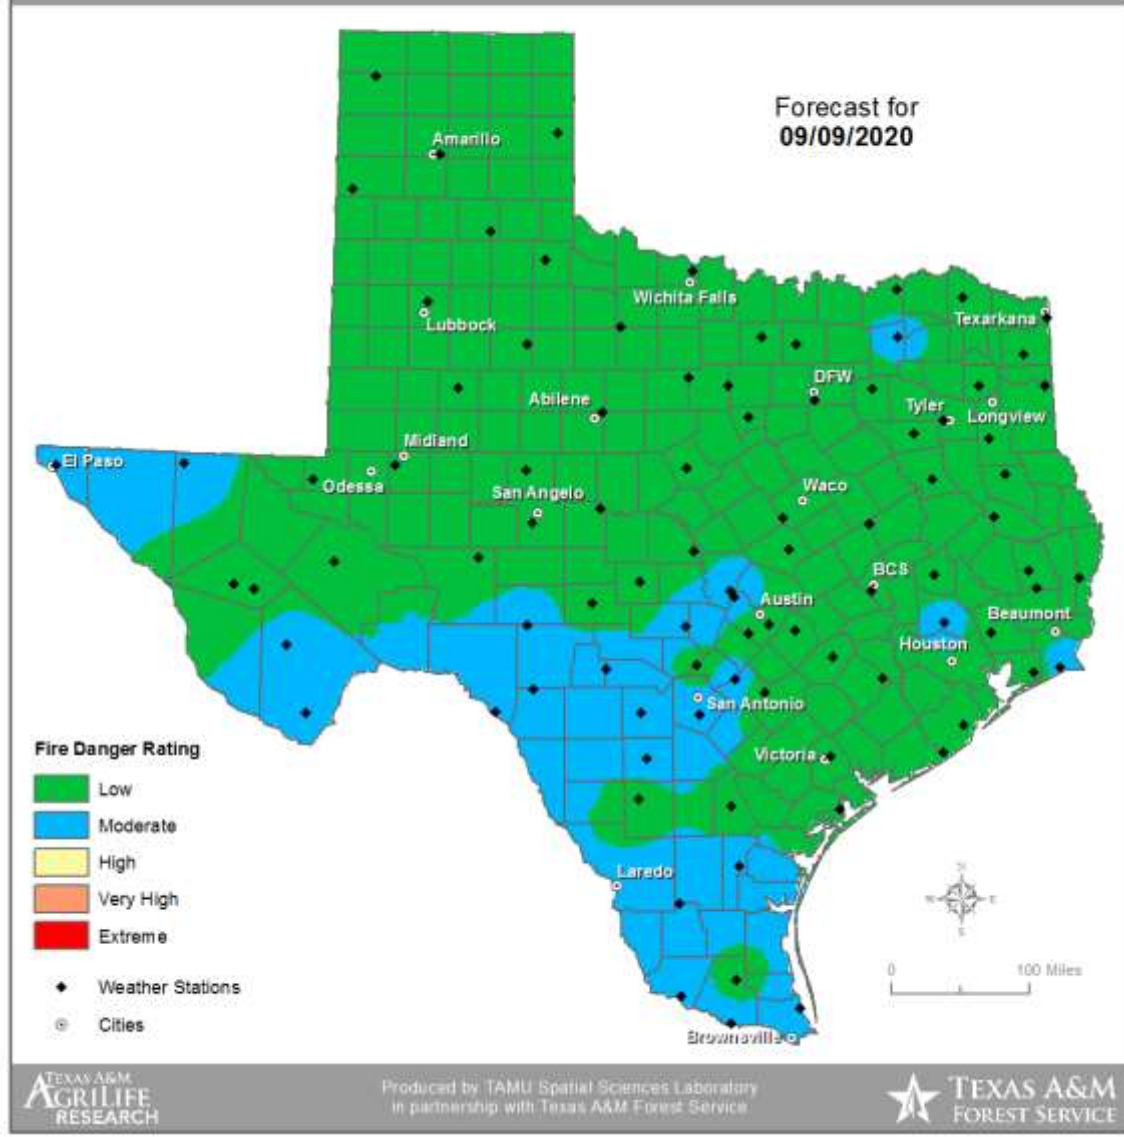 Forecast for
09/09/2020
Amarillo
Wichita Falls
Lubbock
Texarkana
DFW
Abilene
Tyler
Longview
Midland
El Paso
Odessa
San Angelo
Waco
BCS
Austin
Beaumont
Houston
San Antonio
Victoria
Laredo
Brownsville
Fire Danger Rating
Low
Moderate
High
Very High
Extreme
Weather Stations
Cities
W E
S
0 100 Miles
TEXAS A&M
AGRILIFE
RESEARCH
Produced by TAMU Spatial Sciences Laboratory
in partnership with Texas A&M Forest Service
TEXAS A&M
FOREST SERVICE